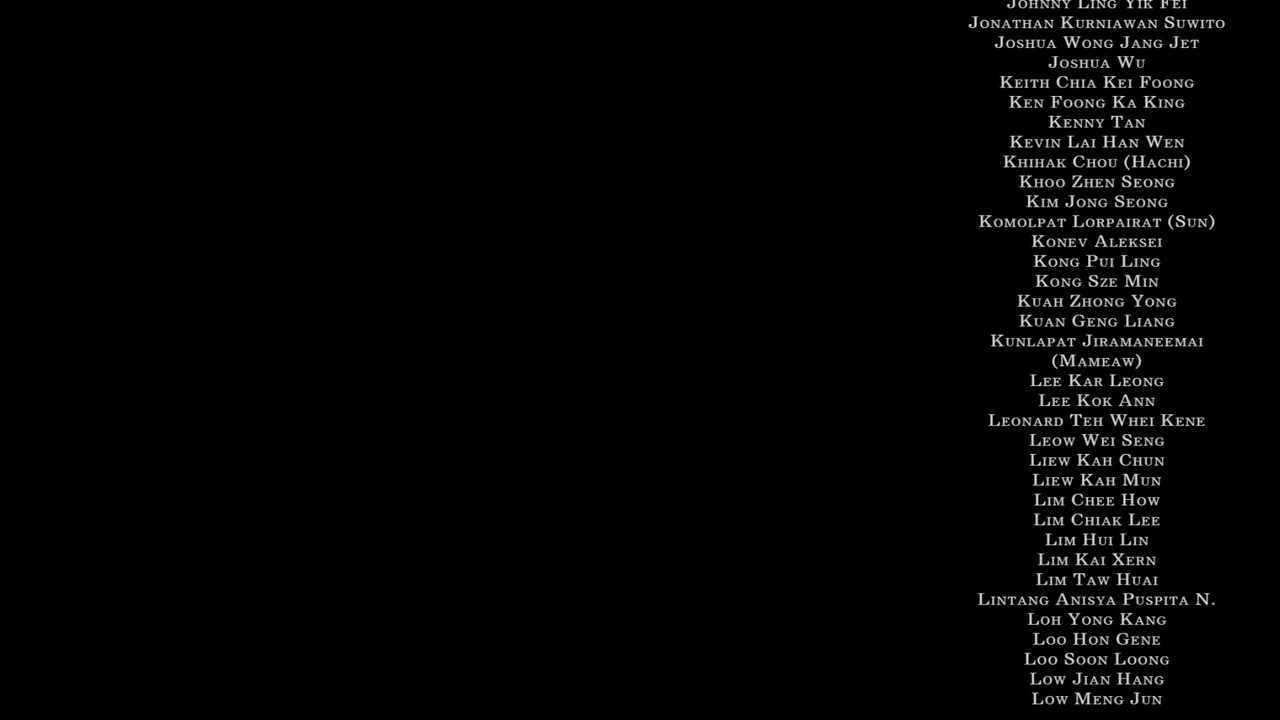 Johnny Ling Yik Fei
Jonathan Kurniawan Suwito
Joshua Wong Jang Jet
Joshua Wu
Keith Chia Kei Foong
Ken Foong Ka King
Kenny Tan
Kevin Lai Han Wen
Khihak Chou (Hachi)
Khoo Zhen Seong
Kim Jong Seong
Komolpat Lorpairat (Sun)
Konev Aleksei
Kong Pui Ling
Kong Sze Min
Kuah Zhong Yong
Kuan Geng Liang
Kunlapat Jiramaneemai
(Mameaw)
Lee Kar Leong
Lee Kok Ann
Leonard Teh Whei Kene
Leow Wei Seng
Liew Kah Chun
Liew Kah Mun
Lim Chee How
Lim Chiak Lee
Lim Hui Lin
Lim Kai Xern
Lim Taw Huai
Lintang Anisya Puspita N.
Loh Yong Kang
Loo Hon Gene
Loo Soon Loong
Low Jian Hang
Low Meng Jun